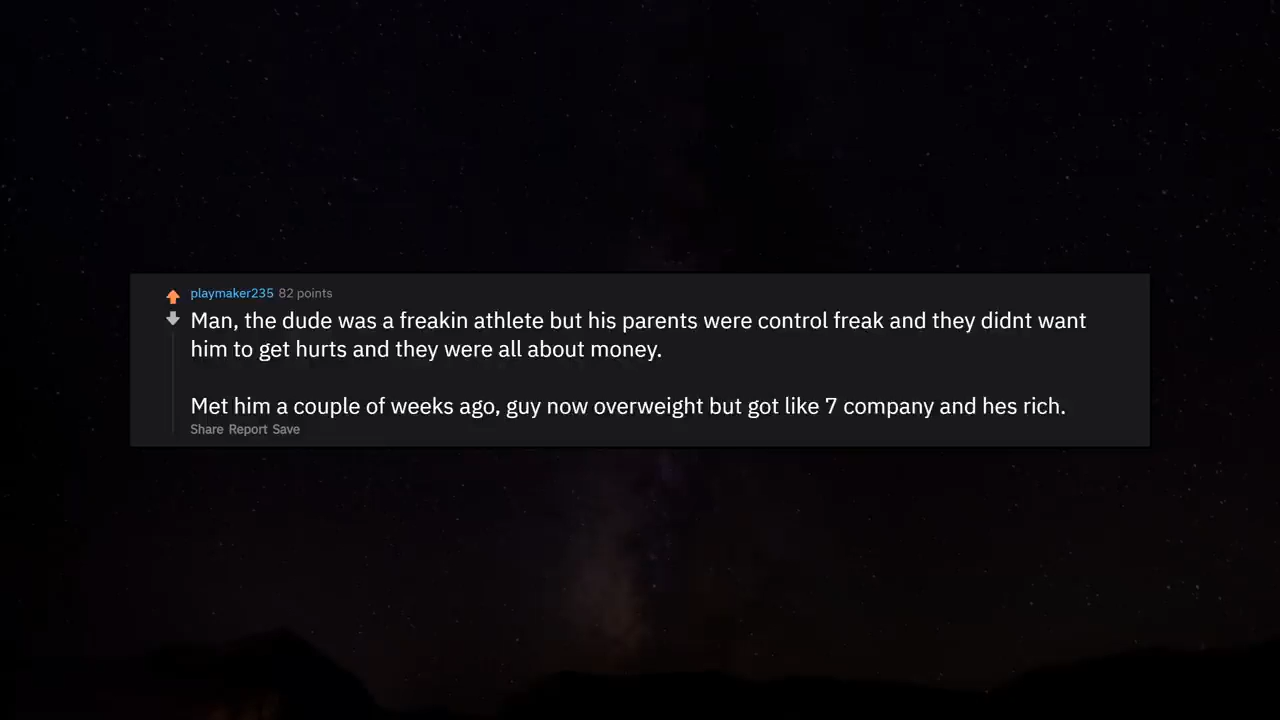 playmaker235 82 points
Man, the dude was a freakin athlete but his parents were control freak and they didnt want
him to get hurts and they were all about money.
Met him a couple of weeks ago, guy now overweight but got like 7 company and hes rich.
Share Report Save